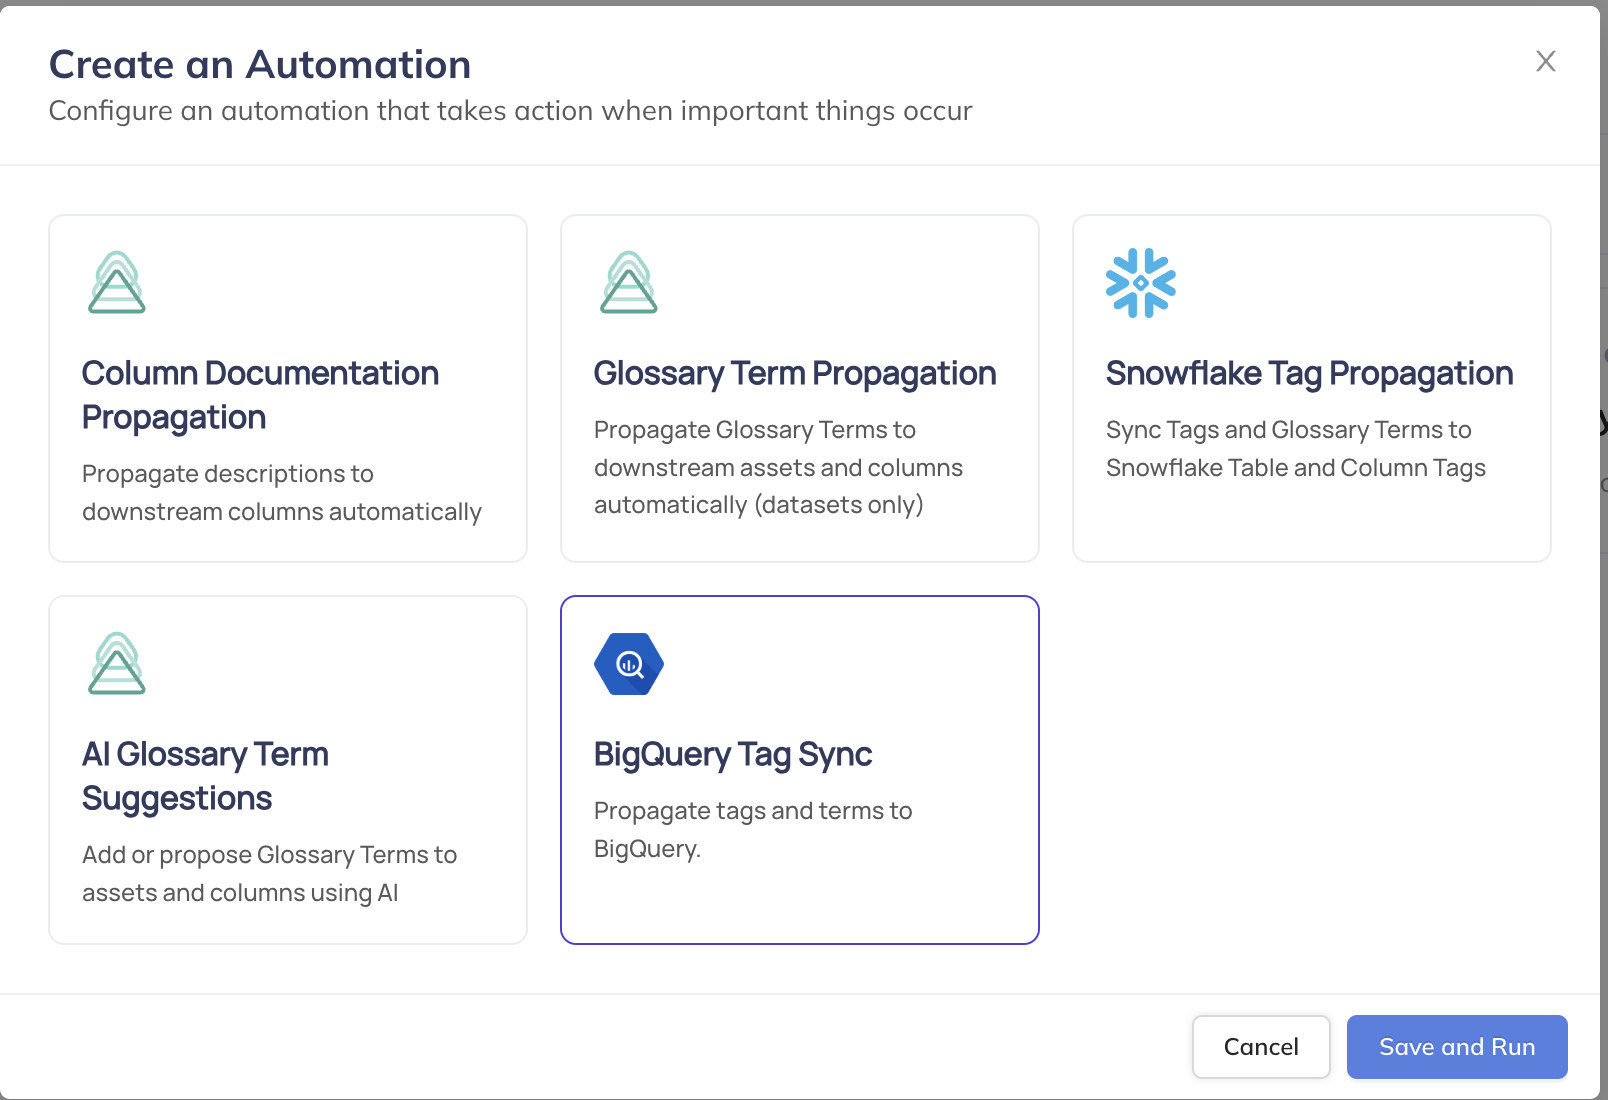 Create an Automation
Configure an automation that takes action when important things occur
Column Documentation
Propagation
Propagate descriptions to
downstream columns automatically
Glossary Term Propagation
Propagate Glossary Terms to
downstream assets and columns
automatically (datasets only)
Snowflake Tag Propagation
Sync Tags and Glossary Terms to
Snowflake Table and Column Tags
AI Glossary Term
Suggestions
Add or propose Glossary Terms to
assets and columns using AI
BigQuery Tag Sync
Propagate tags and terms to
BigQuery.
Cancel
Save and Run